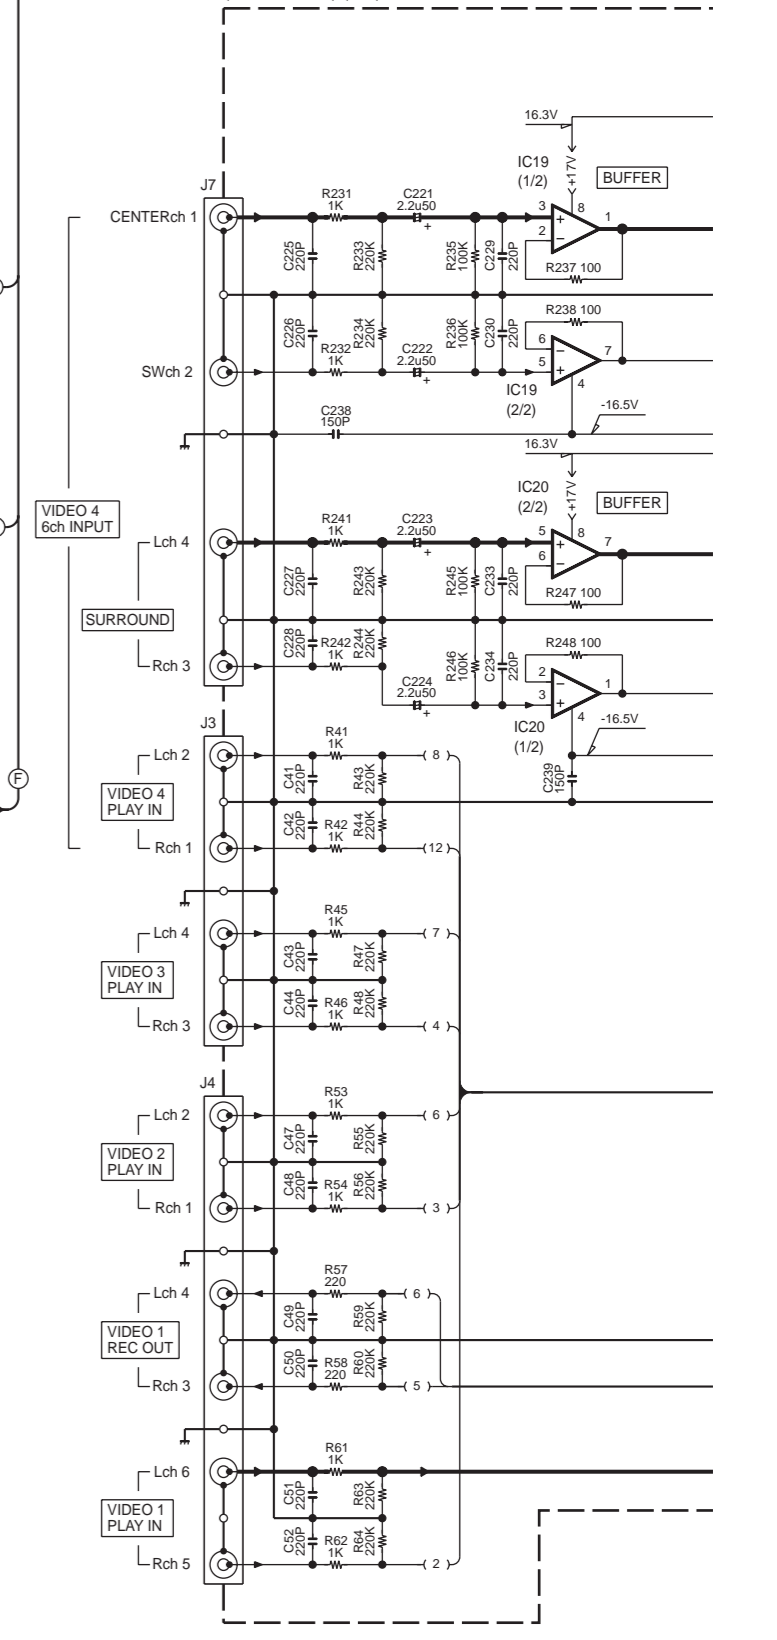 16.3V
+17V
IC19
(1/2)
BUFFER
J7
CENTERch 1
R231
1K
C221
2.2u50
+
3
+
8
1
2
−
C225
220P
R233
220K
R235
100K
C229
220P
R237 100
R238 100
C226
220P
R232
1K
R234
220K
C222
2.2u50
+
R236
100K
C230
220P
6
−
7
5
+
4
SWch 2
IC19
(2/2)
C238
150P
-16.5V
16.3V
+17V
IC20
(2/2)
BUFFER
VIDEO 4
6ch INPUT
Lch 4
R241
1K
C223
2.2u50
+
5
+
8
7
6
−
C227
220P
R243
220K
R245
100K
C233
220P
R247 100
SURROUND
R248 100
C228
220P
R242
1K
R244
220K
R246
100K
C234
220P
Rch 3
C224
2.2u50
+
2
−
1
3
+
4
IC20
(1/2)
-16.5V
J3
Lch 2
R41
1K
8
C239
150P
F
VIDEO 4
PLAY IN
C41
220P
R43
220K
C42
220P
R42
1K
R44
220K
Rch 1
12
Lch 4
R45
1K
7
VIDEO 3
PLAY IN
C43
220P
R47
220K
C44
220P
R46
1K
R48
220K
Rch 3
4
J4
Lch 2
R53
1K
6
VIDEO 2
PLAY IN
C47
220P
R55
220K
C48
220P
R54
1K
R56
220K
Rch 1
3
Lch 4
R57
220
6
VIDEO 1
REC OUT
C49
220P
R59
220K
C50
220P
R58
220
R60
220K
Rch 3
5
Lch 6
R61
1K
VIDEO 1
PLAY IN
C51
220P
R63
220K
C52
220P
R62
1K
R64
220K
Rch 5
2